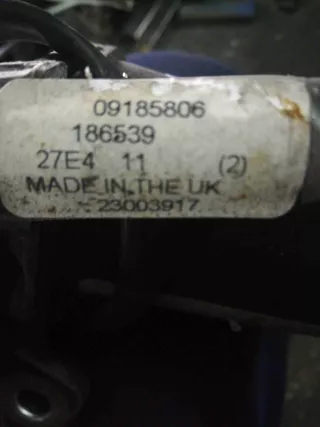 09185806
186539
27E4 11 (2)
MADE IN THE UK
23003917